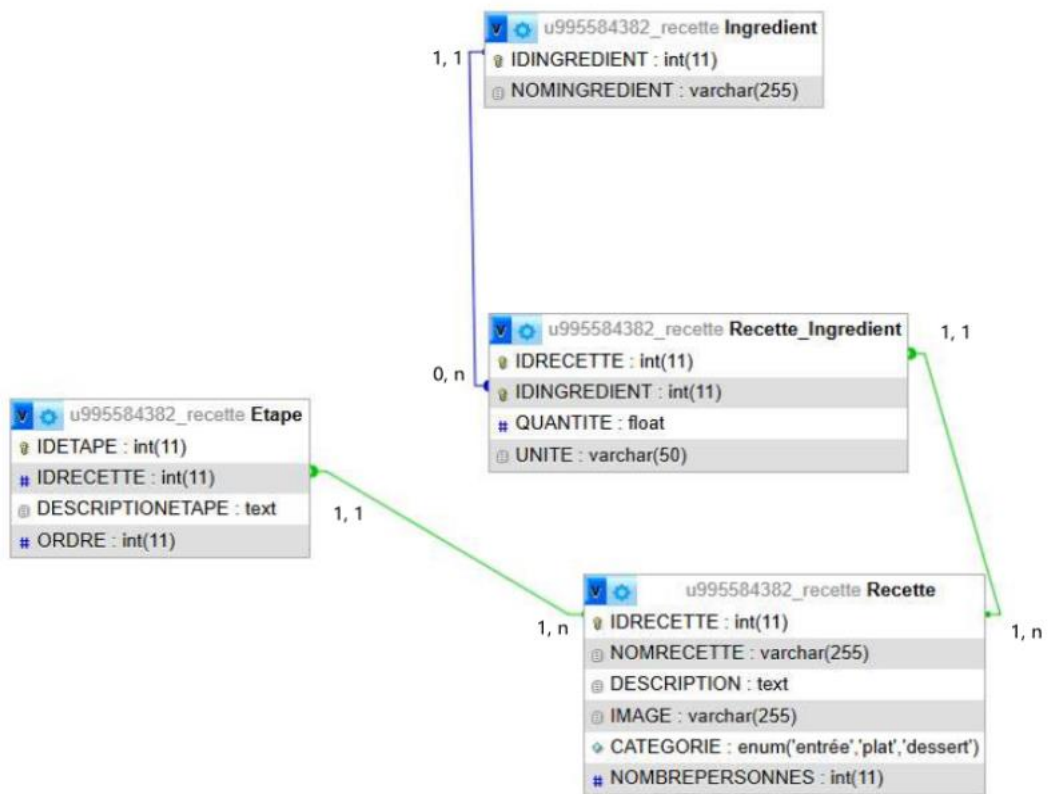 u995584382_recette Ingredient
1, 1
IDINGREDIENT : int(11)
NOMINGREDIENT : varchar(255)
u995584382_recette Recette_Ingredient
1, 1
IDRECETTE : int(11)
0, n
IDINGREDIENT : int(11)
QUANTITE : float
UNITE : varchar(50)
u995584382_recette Etape
IDETAPE : int(11)
IDRECETTE : int(11)
DESCRIPTIONETAPE : text
ORDRE : int(11)
1, 1
u995584382_recette Recette
1, n
IDRECETTE : int(11)
1, n
NOMRECETTE : varchar(255)
DESCRIPTION : text
IMAGE : varchar(255)
CATEGORIE : enum('entrée','plat','dessert')
NOMBREPERSONNES : int(11)